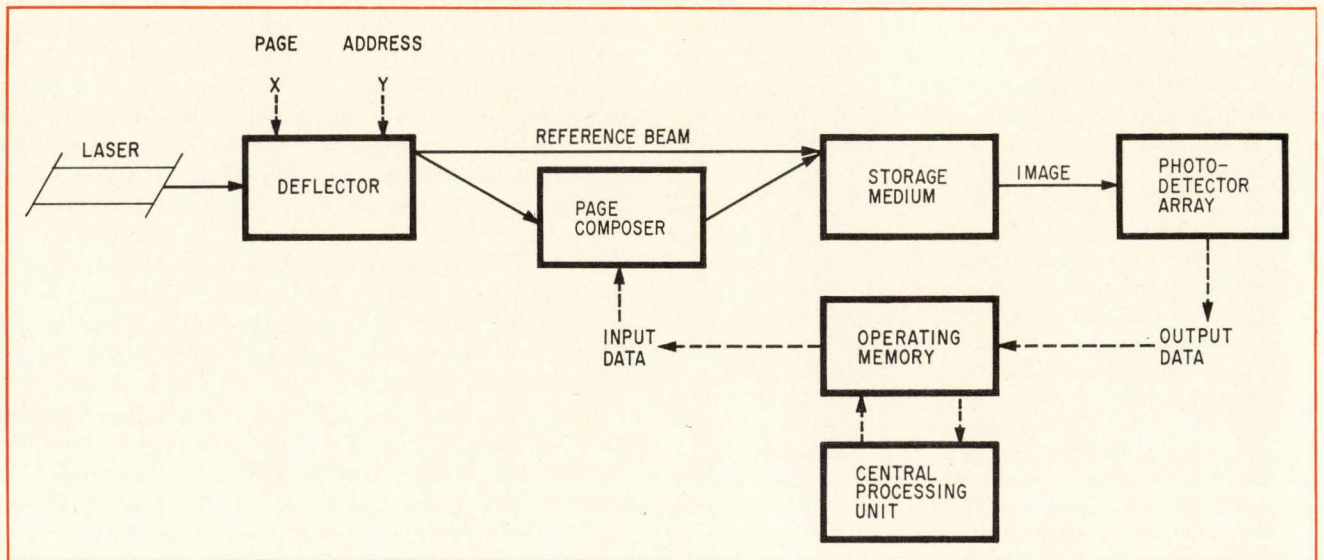 PAGE ADDRESS
X Y
LASER
DEFLECTOR
REFERENCE BEAM
PAGE
COMPOSER
STORAGE
MEDIUM
IMAGE
PHOTO-
DETECTOR
ARRAY
INPUT
DATA
OPERATING
MEMORY
OUTPUT
DATA
CENTRAL
PROCESSING
UNIT